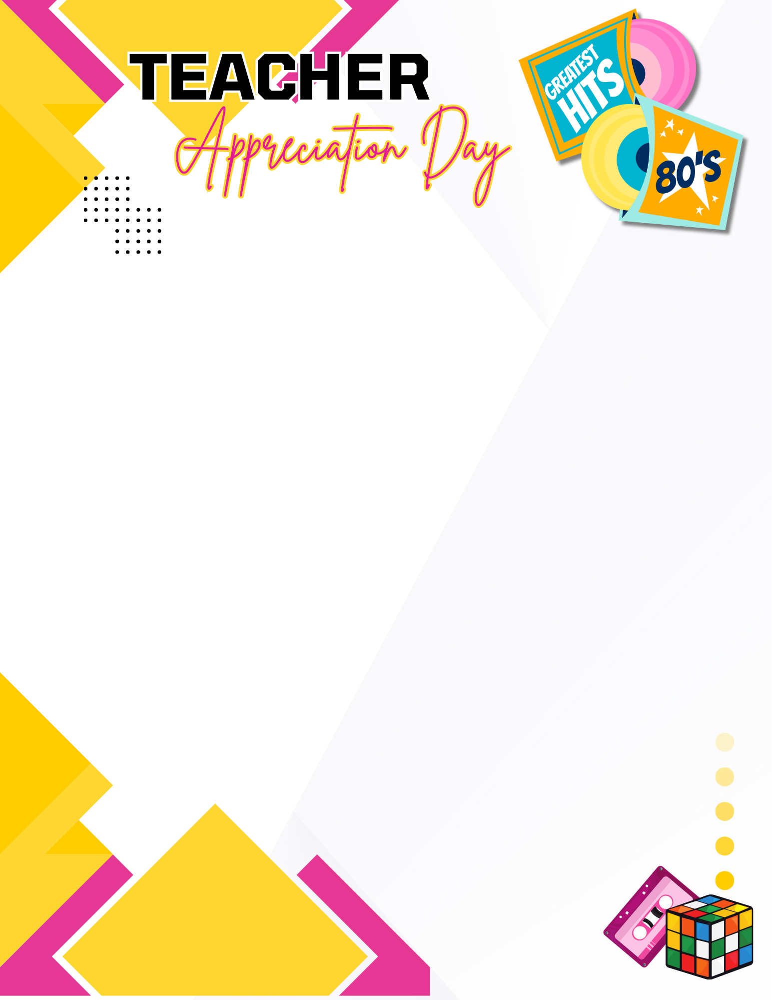 TEACHER
Appreciation Day
GREATEST
HITS
80'S